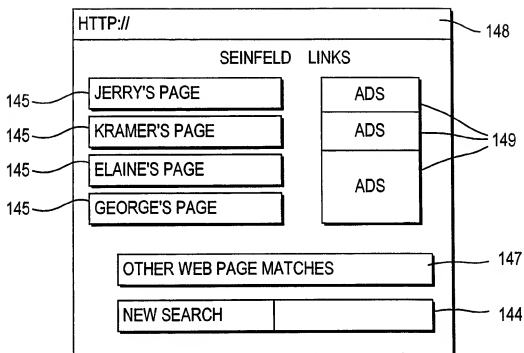 HTTP://
148
SEINFELD LINKS
145 JERRY'S PAGE ADS
145 KRAMER'S PAGE ADS 149
145 ELAINE'S PAGE ADS
145 GEORGE'S PAGE
OTHER WEB PAGE MATCHES 147
NEW SEARCH 144